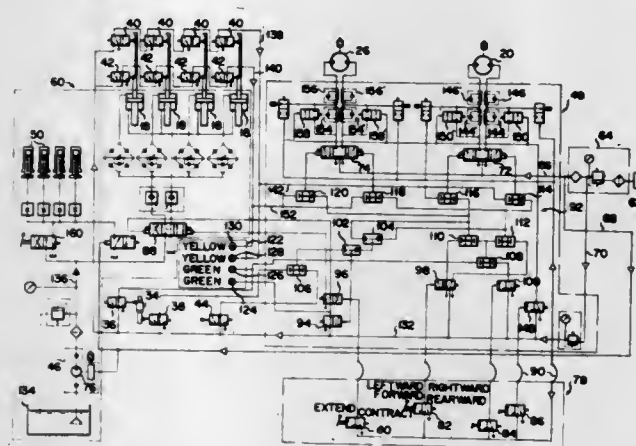 40 40 40 40
138
42 42 42 42
140
60
18 18 18 18
50
26
20
156 156
146 146
48
158 154 154 158
150 144 144 150
64
74
72
66
120 118
116 114
92
68
70
152
102 104
110 112
160
88
130
YELLOW 122
YELLOW 128
GREEN 126
GREEN 124
106
96
98
108
136
36 34 38 44
94
148
132
46
76
90
78
134
LEFTWARD RIGHTWARD
FORWARD REARWARD
EXTEND CONTRACT
80 82 84 86